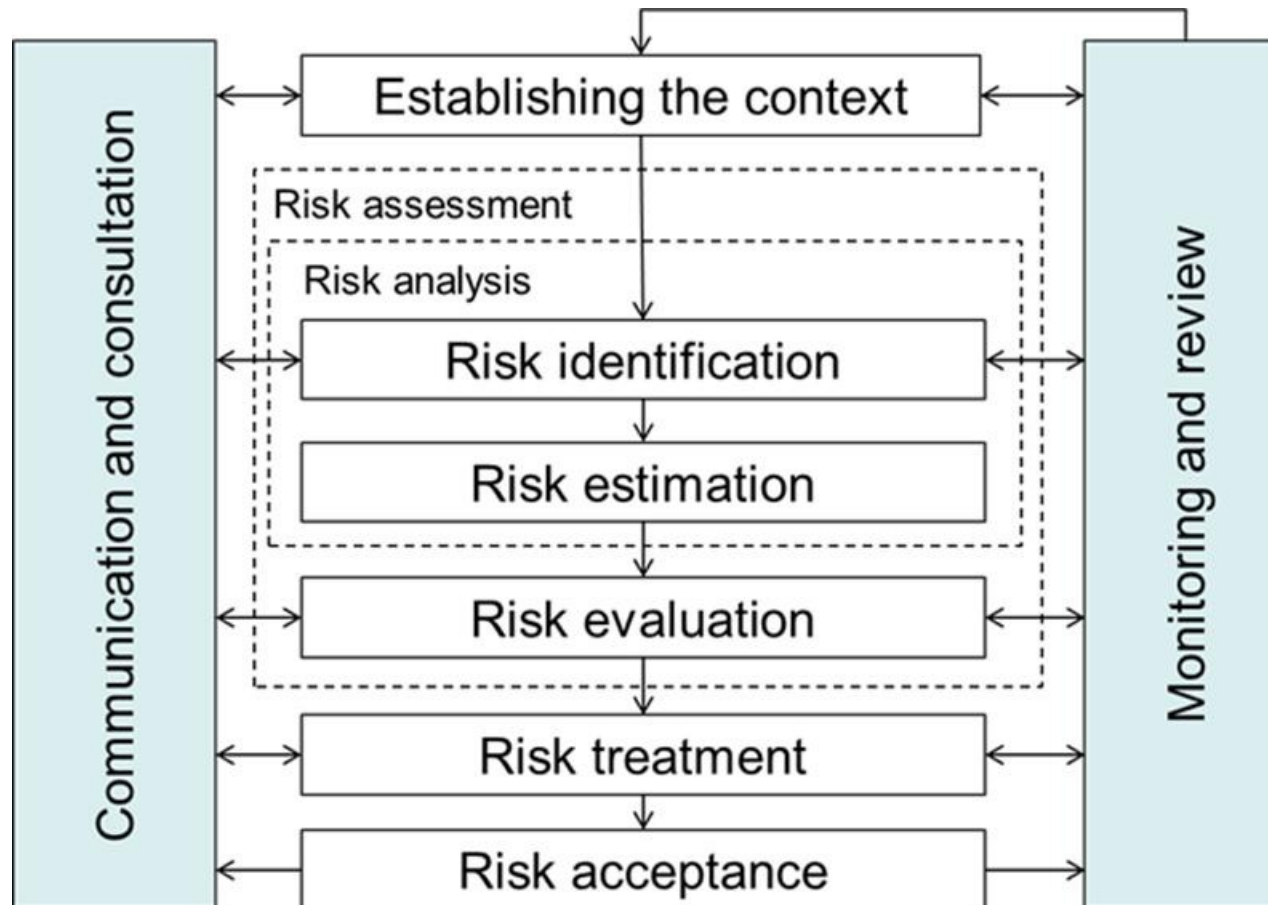 Communication and consultation
Establishing the context
Risk assessment
Risk analysis
Risk identification
Risk estimation
Risk evaluation
Risk treatment
Risk acceptance
Monitoring and review